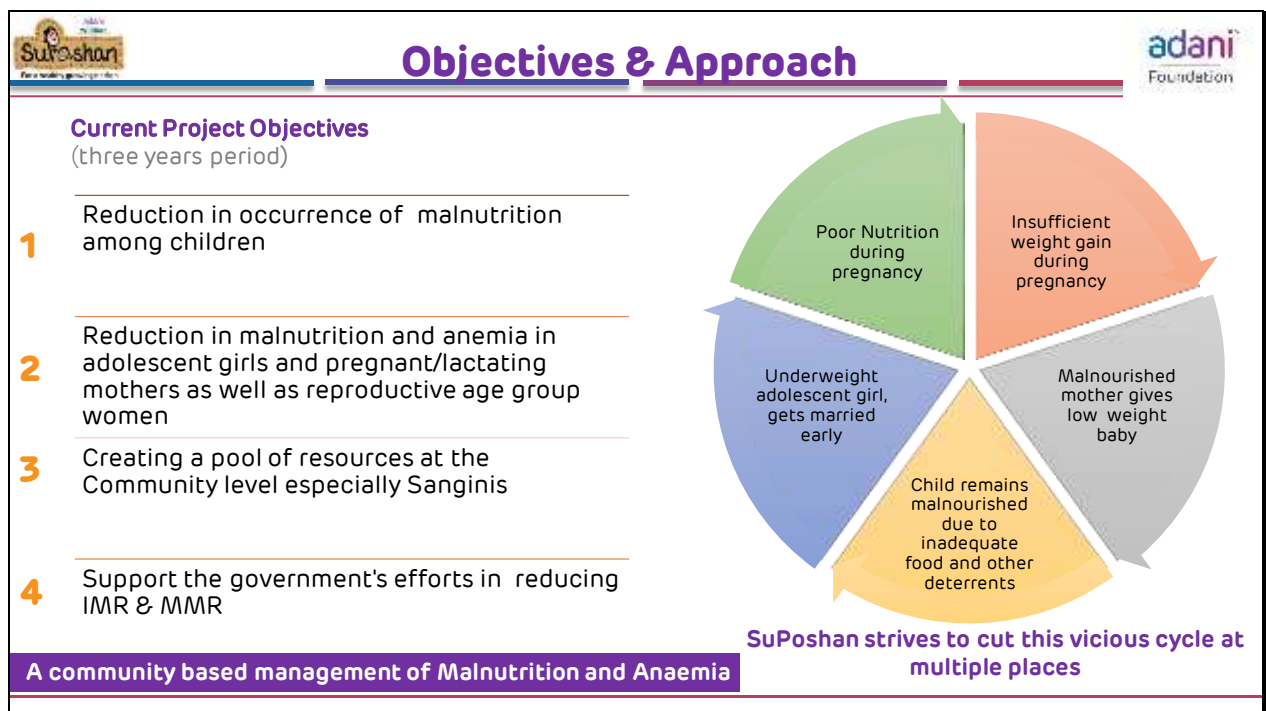 SuPoshan
Objectives & Approach
adani
Foundation
Current Project Objectives
(three years period)
1
Reduction in occurrence of malnutrition
among children
2
Reduction in malnutrition and anemia in
adolescent girls and pregnant/lactating
mothers as well as reproductive age group
women
3
Creating a pool of resources at the
Community level especially Sanginis
4
Support the government's efforts in reducing
IMR & MMR
A community based management of Malnutrition and Anaemia
Poor Nutrition
during
pregnancy
Insufficient
weight gain
during
pregnancy
Malnourished
mother gives
low weight
baby
Child remains
malnourished
due to
inadequate
food and other
deterrents
Underweight
adolescent girl,
gets married
early
SuPoshan strives to cut this vicious cycle at
multiple places